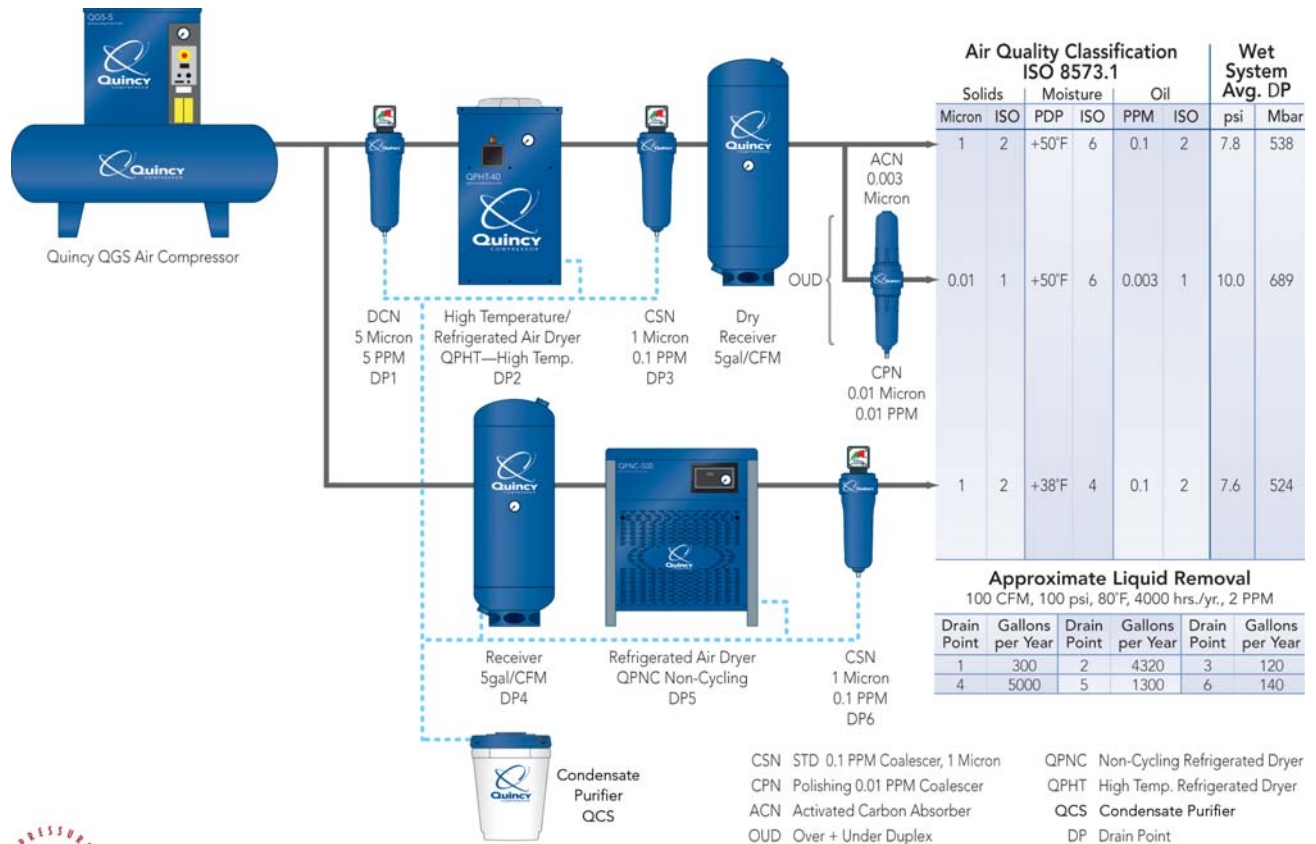 QGS-5
Quincy
Quincy
COMPRESSOR
Quincy QGS Air Compressor
Quincy
DCN
5 Micron
5 PPM
DP1
QPHT-40
Quincy
COMPRESSOR
High Temperature/
Refrigerated Air Dryer
QPHT—High Temp.
DP2
Quincy
CSN
1 Micron
0.1 PPM
DP3
Quincy
COMPRESSOR
Dry
Receiver
5gal/CFM
ACN
0.003
Micron
OUD
Quincy
CPN
0.01 Micron
0.01 PPM
Quincy
COMPRESSOR
Receiver
5gal/CFM
DP4
QPNC-500
Quincy
Refrigerated Air Dryer
QPNC Non-Cycling
DP5
Quincy
CSN
1 Micron
0.1 PPM
DP6
Quincy
COMPRESSOR
Condensate
Purifier
QCS
Air Quality Classification
ISO 8573.1
Wet
System
Avg. DP
Solids Moisture Oil
Micron ISO PDP ISO PPM ISO psi Mbar
1 2 +50°F 6 0.1 2 7.8 538
0.01 1 +50°F 6 0.003 1 10.0 689
1 2 +38°F 4 0.1 2 7.6 524
Approximate Liquid Removal
100 CFM, 100 psi, 80°F, 4000 hrs./yr., 2 PPM
Drain Gallons Drain Gallons Drain Gallons
Point per Year Point per Year Point per Year
1 300 2 4320 3 120
4 5000 5 1300 6 140
CSN STD 0.1 PPM Coalescer, 1 Micron
CPN Polishing 0.01 PPM Coalescer
ACN Activated Carbon Absorber
OUD Over + Under Duplex
QPNC Non-Cycling Refrigerated Dryer
QPHT High Temp. Refrigerated Dryer
QCS Condensate Purifier
DP Drain Point